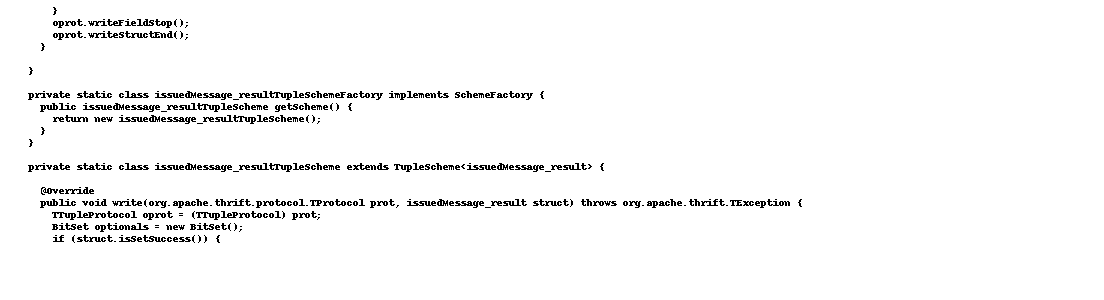 }
oprot.writeFieldStop();
oprot.writeStructEnd();
}
}
private static class issuedMessage_resultTupleSchemeFactory implements SchemeFactory {
public issuedMessage_resultTupleScheme getScheme() {
return new issuedMessage_resultTupleScheme();
}
}
private static class issuedMessage_resultTupleScheme extends TupleScheme<issuedMessage_result> {
@Override
public void write(org.apache.thrift.protocol.TProtocol prot, issuedMessage_result struct) throws org.apache.thrift.TException {
TTupleProtocol oprot = (TTupleProtocol) prot;
BitSet optionals = new BitSet();
if (struct.isSetSuccess()) {